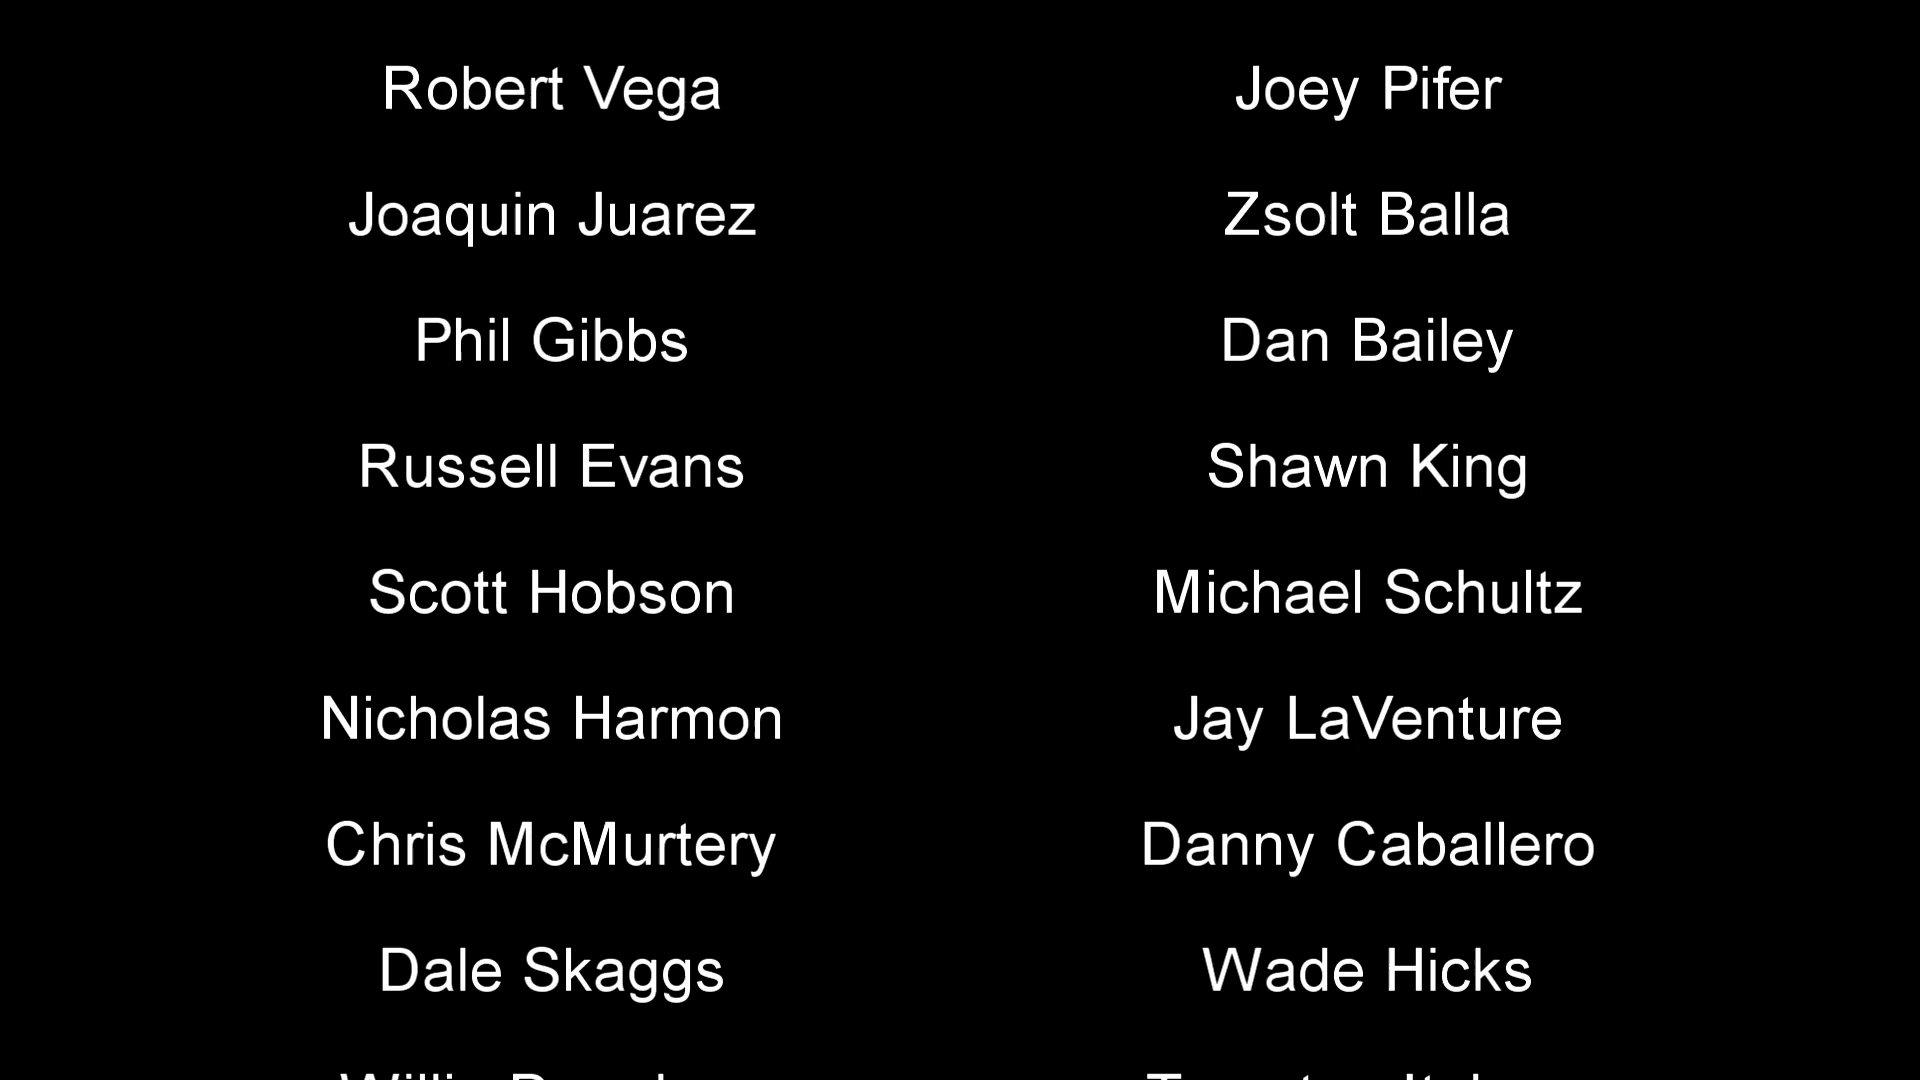 Robert Vega
Joey Pifer
Joaquin Juarez
Zsolt Balla
Phil Gibbs
Dan Bailey
Russell Evans
Shawn King
Scott Hobson
Michael Schultz
Nicholas Harmon
Jay LaVenture
Chris McMurtery
Danny Caballero
Dale Skaggs
Wade Hicks